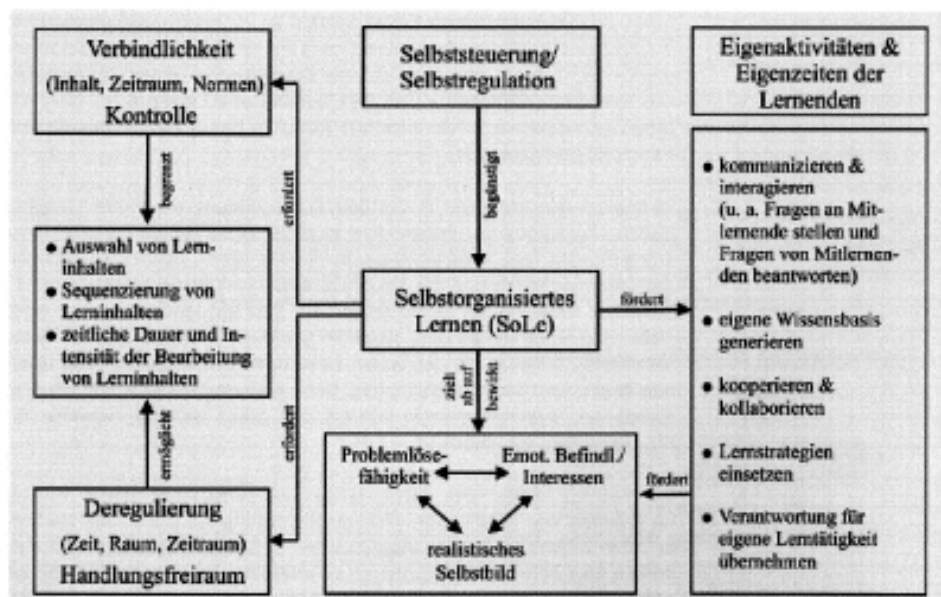 Verbindlichkeit
(Inhalt, Zeitraum, Normen)
Kontrolle
begrenzt
● Auswahl von Lern-
inhalten
● Sequenzierung von
Lerninhalten
● zeitliche Dauer und In-
tensität der Bearbeitung
von Lerninhalten
ermöglicht
Deregulierung
(Zeit, Raum, Zeitraum)
Handlungsfreiraum
erfordert
erfordert
Selbststeuerung/
Selbstregulation
begünstigt
Selbstorganisiertes
Lernen (SoLe)
zielt
ab auf
bewirkt
Problemlöse-
fähigkeit
Emot. Befindl./
Interessen
realistisches
Selbstbild
fördert
fördert
Eigenaktivitäten &
Eigenzeiten der
Lernenden
● kommunizieren &
interagieren
(u. a. Fragen an Mit-
lernende stellen und
Fragen von Mitlernen-
den beantworten)
● eigene Wissensbasis
generieren
● kooperieren &
kollaborieren
● Lernstrategien
einsetzen
● Verantwortung für
eigene Lerntätigkeit
übernehmen